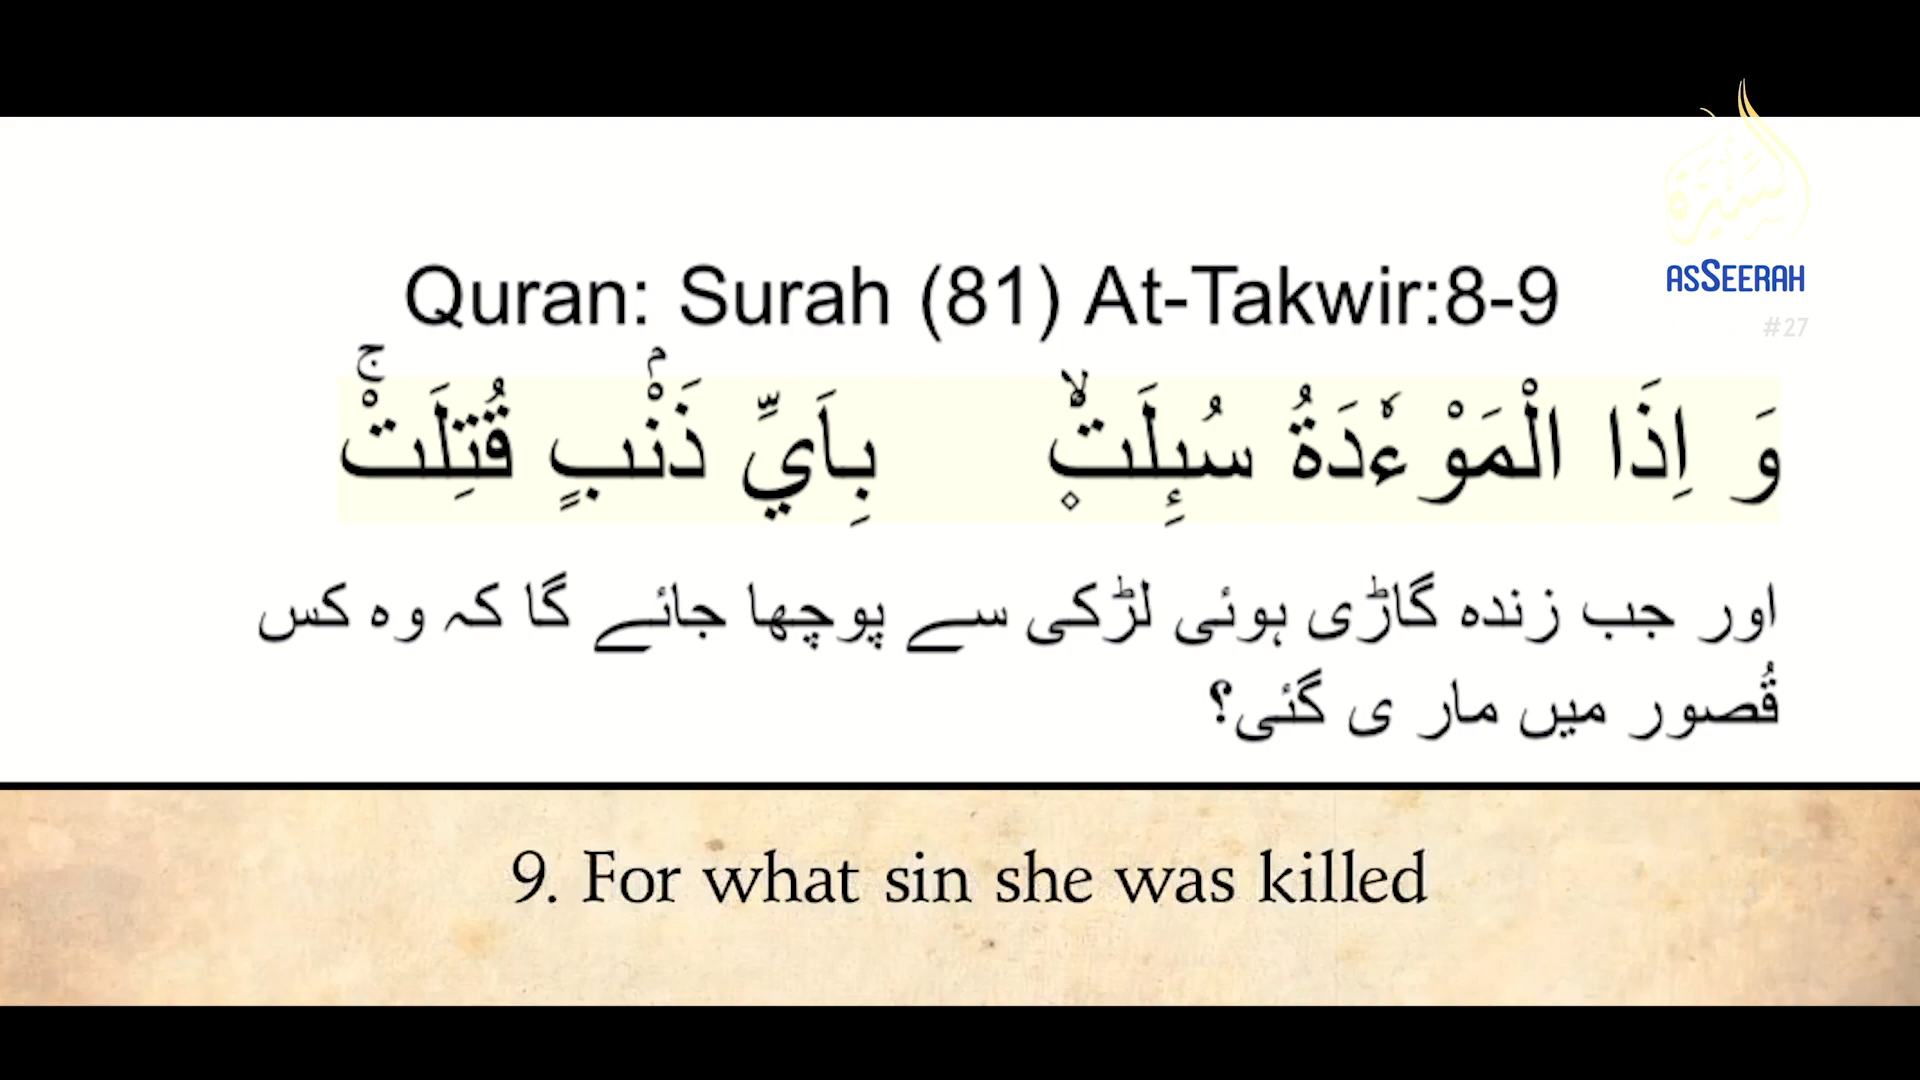 السيرة
ASSEERAH
#27
Quran: Surah (81) At-Takwir:8-9
وَ اِذَا الْمَوْءٗدَةُ سُىِٕلَتْ۪ۙ بِاَيِّ ذَنْۢبٍ قُتِلَتْۚ
اور جب زندہ گاڑی ہوئی لڑکی سے پوچھا جائے گا کہ وہ کس
قُصور میں مار ی گئی؟
9. For what sin she was killed